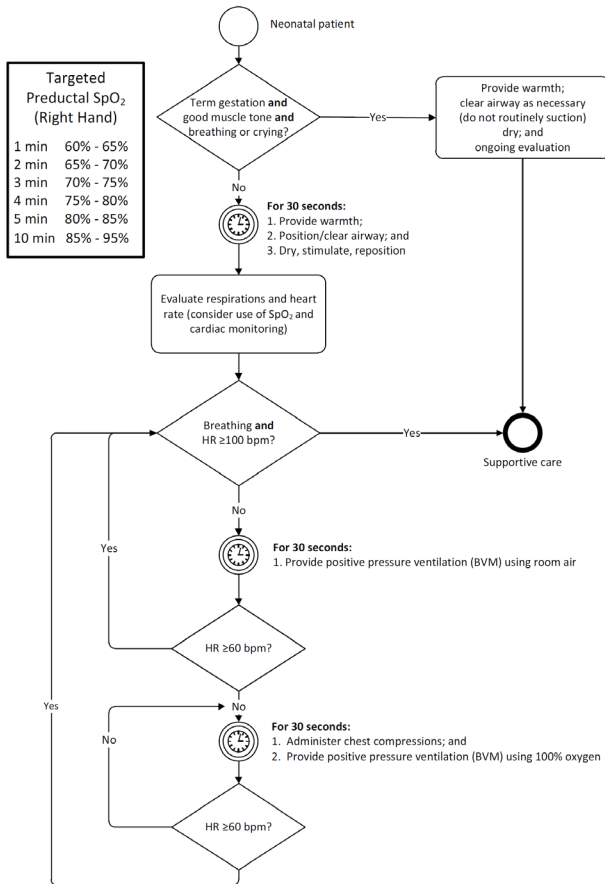 Neonatal patient
Targeted
Preductal SpO₂
(Right Hand)
1 min 60% - 65%
2 min 65% - 70%
3 min 70% - 75%
4 min 75% - 80%
5 min 80% - 85%
10 min 85% - 95%
Term gestation and
good muscle tone and
breathing or crying?
Yes
Provide warmth;
clear airway as necessary
(do not routinely suction)
dry; and
ongoing evaluation
No
For 30 seconds:
1. Provide warmth;
2. Position/clear airway; and
3. Dry, stimulate, reposition
Evaluate respirations and heart
rate (consider use of SpO₂ and
cardiac monitoring)
Breathing and
HR ≥100 bpm?
Yes
Supportive care
No
Yes
For 30 seconds:
1. Provide positive pressure ventilation (BVM) using room air
HR ≥60 bpm?
No
Yes
No
For 30 seconds:
1. Administer chest compressions; and
2. Provide positive pressure ventilation (BVM) using 100% oxygen
HR ≥60 bpm?